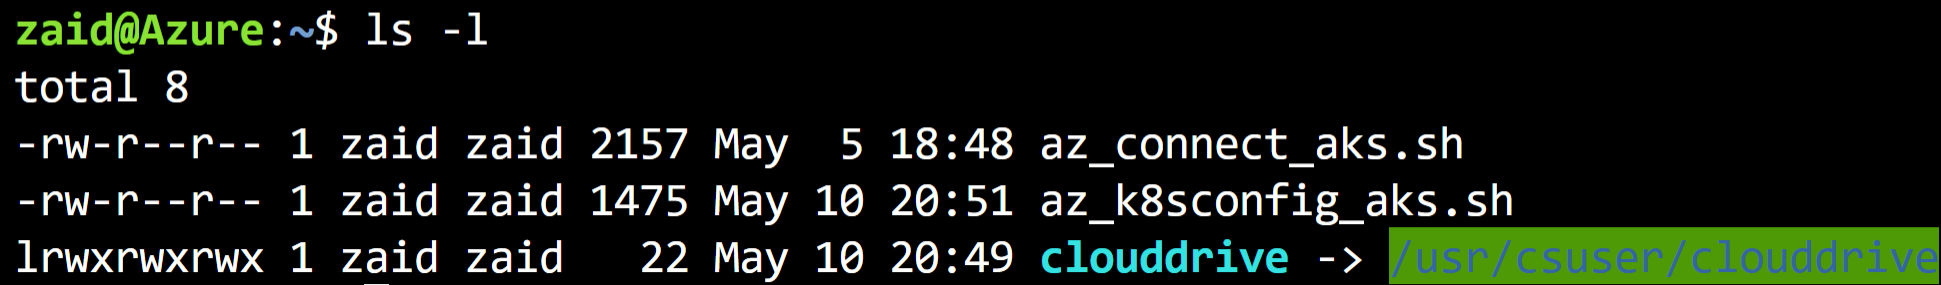 zaid@Azure:~$ ls -l
total 8
-rw-r--r-- 1 zaid zaid 2157 May  5 18:48 az_connect_aks.sh
-rw-r--r-- 1 zaid zaid 1475 May 10 20:51 az_k8sconfig_aks.sh
lrwxrwxrwx 1 zaid zaid   22 May 10 20:49 clouddrive -> /usr/csuser/clouddrive